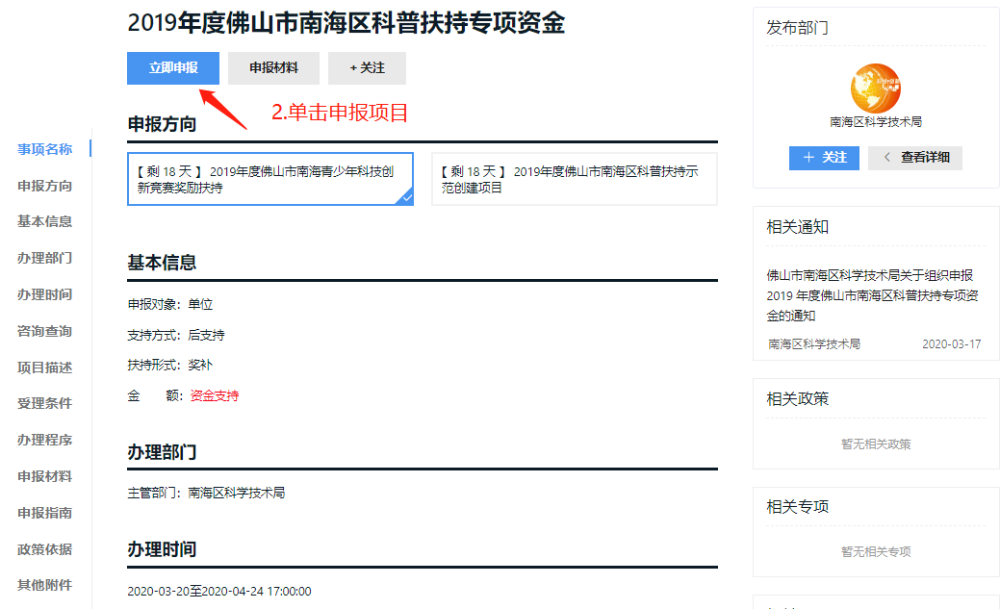 2019年度佛山市南海区科普扶持专项资金
立即申报
申报材料
+ 关注
2.单击申报项目
事项名称
申报方向
基本信息
办理部门
办理时间
咨询查询
项目描述
受理条件
办理程序
申报材料
申报指南
政策依据
其他附件
申报方向
【 剩 18 天 】 2019年度佛山市南海青少年科技创
新竞赛奖励扶持
【 剩 18 天 】 2019年度佛山市南海区科普扶持示
范创建项目
基本信息
申报对象：单位
支持方式：后支持
扶持形式：奖补
金 额：资金支持
办理部门
主管部门：南海区科学技术局
办理时间
2020-03-20至2020-04-24 17:00:00
发布部门
南海区科学技术局
＋ 关注
< 查看详细
相关通知
佛山市南海区科学技术局关于组织申报
2019 年度佛山市南海区科普扶持专项资
金的通知
南海区科学技术局
2020-03-17
相关政策
暂无相关政策
相关专项
暂无相关专项